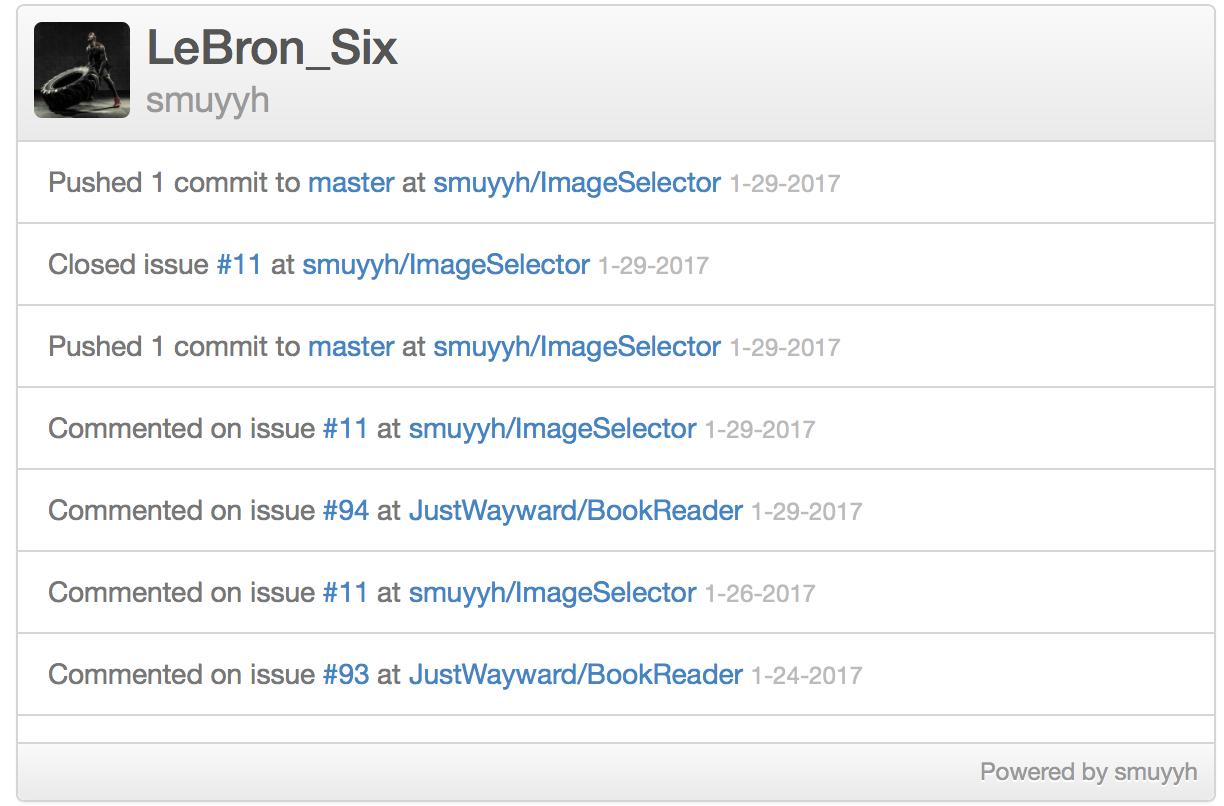 LeBron_Six
smuyyh
Pushed 1 commit to master at smuyyh/ImageSelector 1-29-2017
Closed issue #11 at smuyyh/ImageSelector 1-29-2017
Pushed 1 commit to master at smuyyh/ImageSelector 1-29-2017
Commented on issue #11 at smuyyh/ImageSelector 1-29-2017
Commented on issue #94 at JustWayward/BookReader 1-29-2017
Commented on issue #11 at smuyyh/ImageSelector 1-26-2017
Commented on issue #93 at JustWayward/BookReader 1-24-2017
Powered by smuyyh